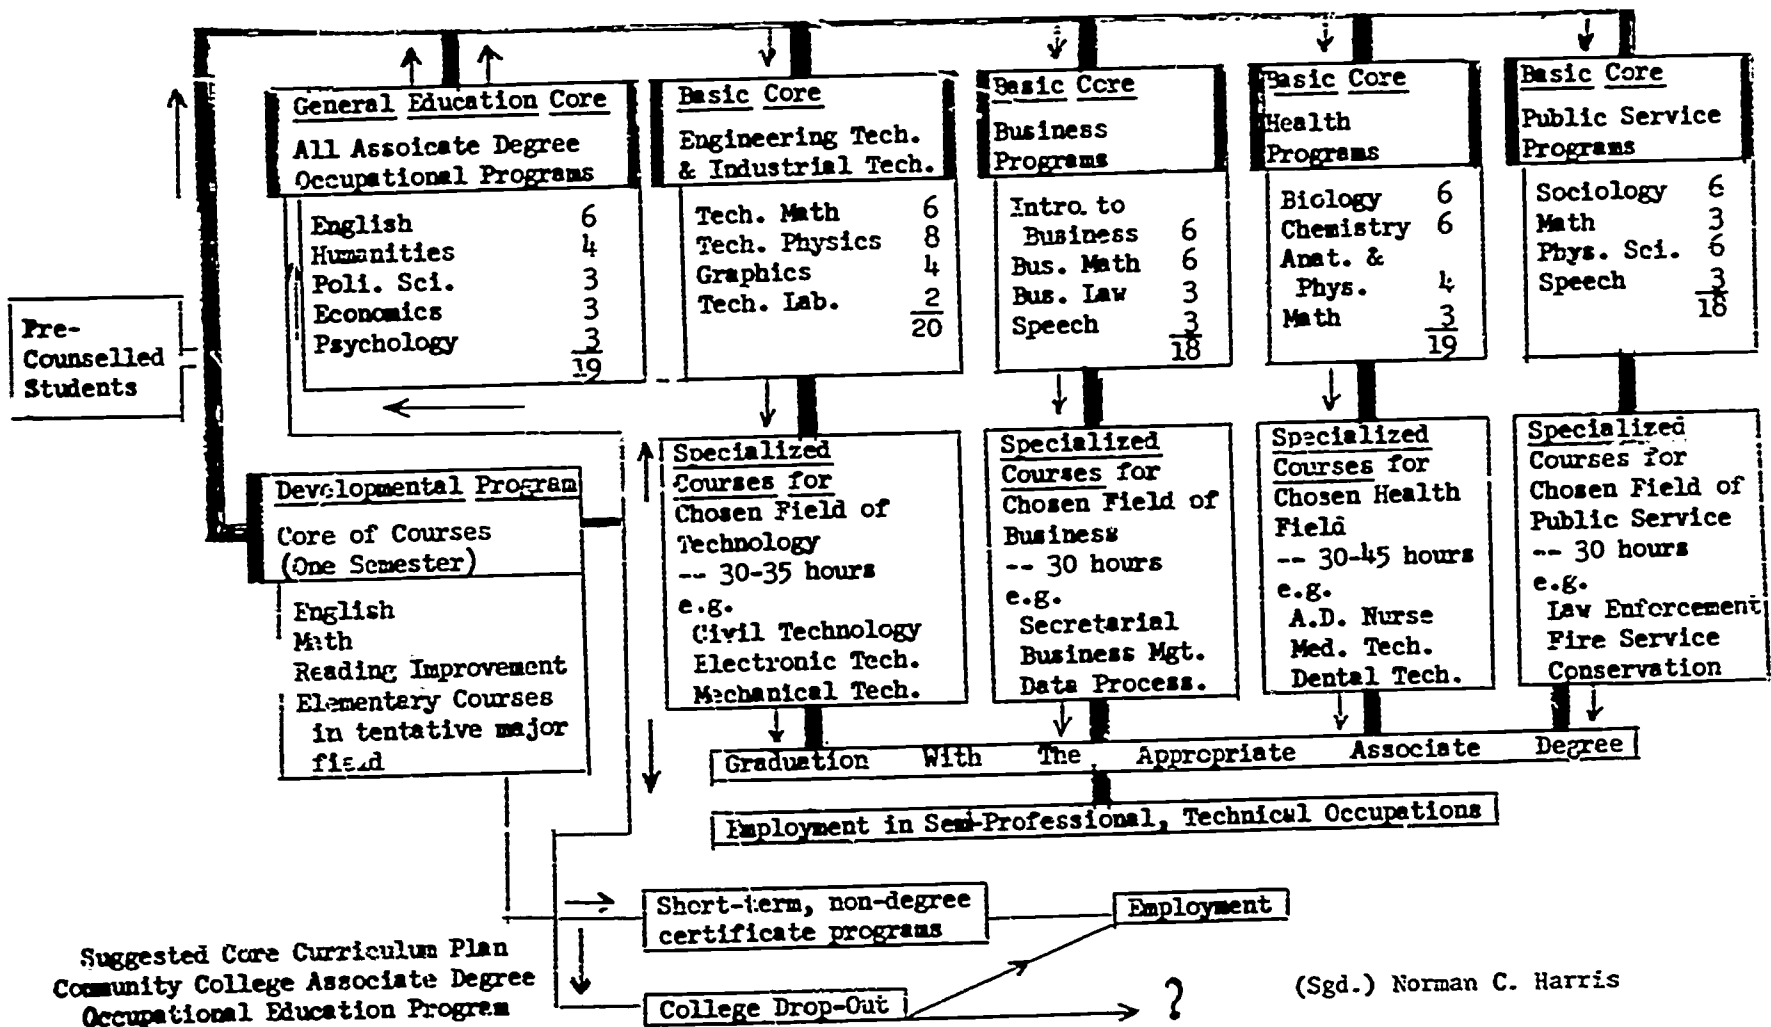 General Education Core
All Assoicate Degree
Occupational Programs
English 6
Humanities 4
Poli. Sci. 3
Economics 3
Psychology 3
19
Basic Core
Engineering Tech.
& Industrial Tech.
Tech. Math 6
Tech. Physics 8
Graphics 4
Tech. Lab. 2
20
Basic Core
Business
Programs
Intro. to
Business 6
Bus. Math 6
Bus. Law 3
Speech 3
18
Basic Core
Health
Programs
Biology 6
Chemistry 6
Anat. &
Phys. 4
Math 3
19
Basic Core
Public Service
Programs
Sociology 6
Math 3
Phys. Sci. 6
Speech 3
18
Pre-
Counselled
Students
Developmental Program
Core of Courses
(One Semester)
English
Math
Reading Improvement
Elementary Courses
in tentative major
field
Specialized
Courses for
Chosen Field of
Technology
-- 30-35 hours
e.g.
Civil Technology
Electronic Tech.
Mechanical Tech.
Specialized
Courses for
Chosen Field of
Business
-- 30 hours
e.g.
Secretarial
Business Mgt.
Data Process.
Specialized
Courses for
Chosen Health
Field
-- 30-45 hours
e.g.
A.D. Nurse
Med. Tech.
Dental Tech.
Specialized
Courses for
Chosen Field of
Public Service
-- 30 hours
e.g.
Law Enforcement
Fire Service
Conservation
Graduation With The Appropriate Associate Degree
Employment in Semi-Professional, Technical Occupations
Short-term, non-degree
certificate programs
Employment
College Drop-Out
?
Suggested Core Curriculum Plan
Community College Associate Degree
Occupational Education Program
(Sgd.) Norman C. Harris